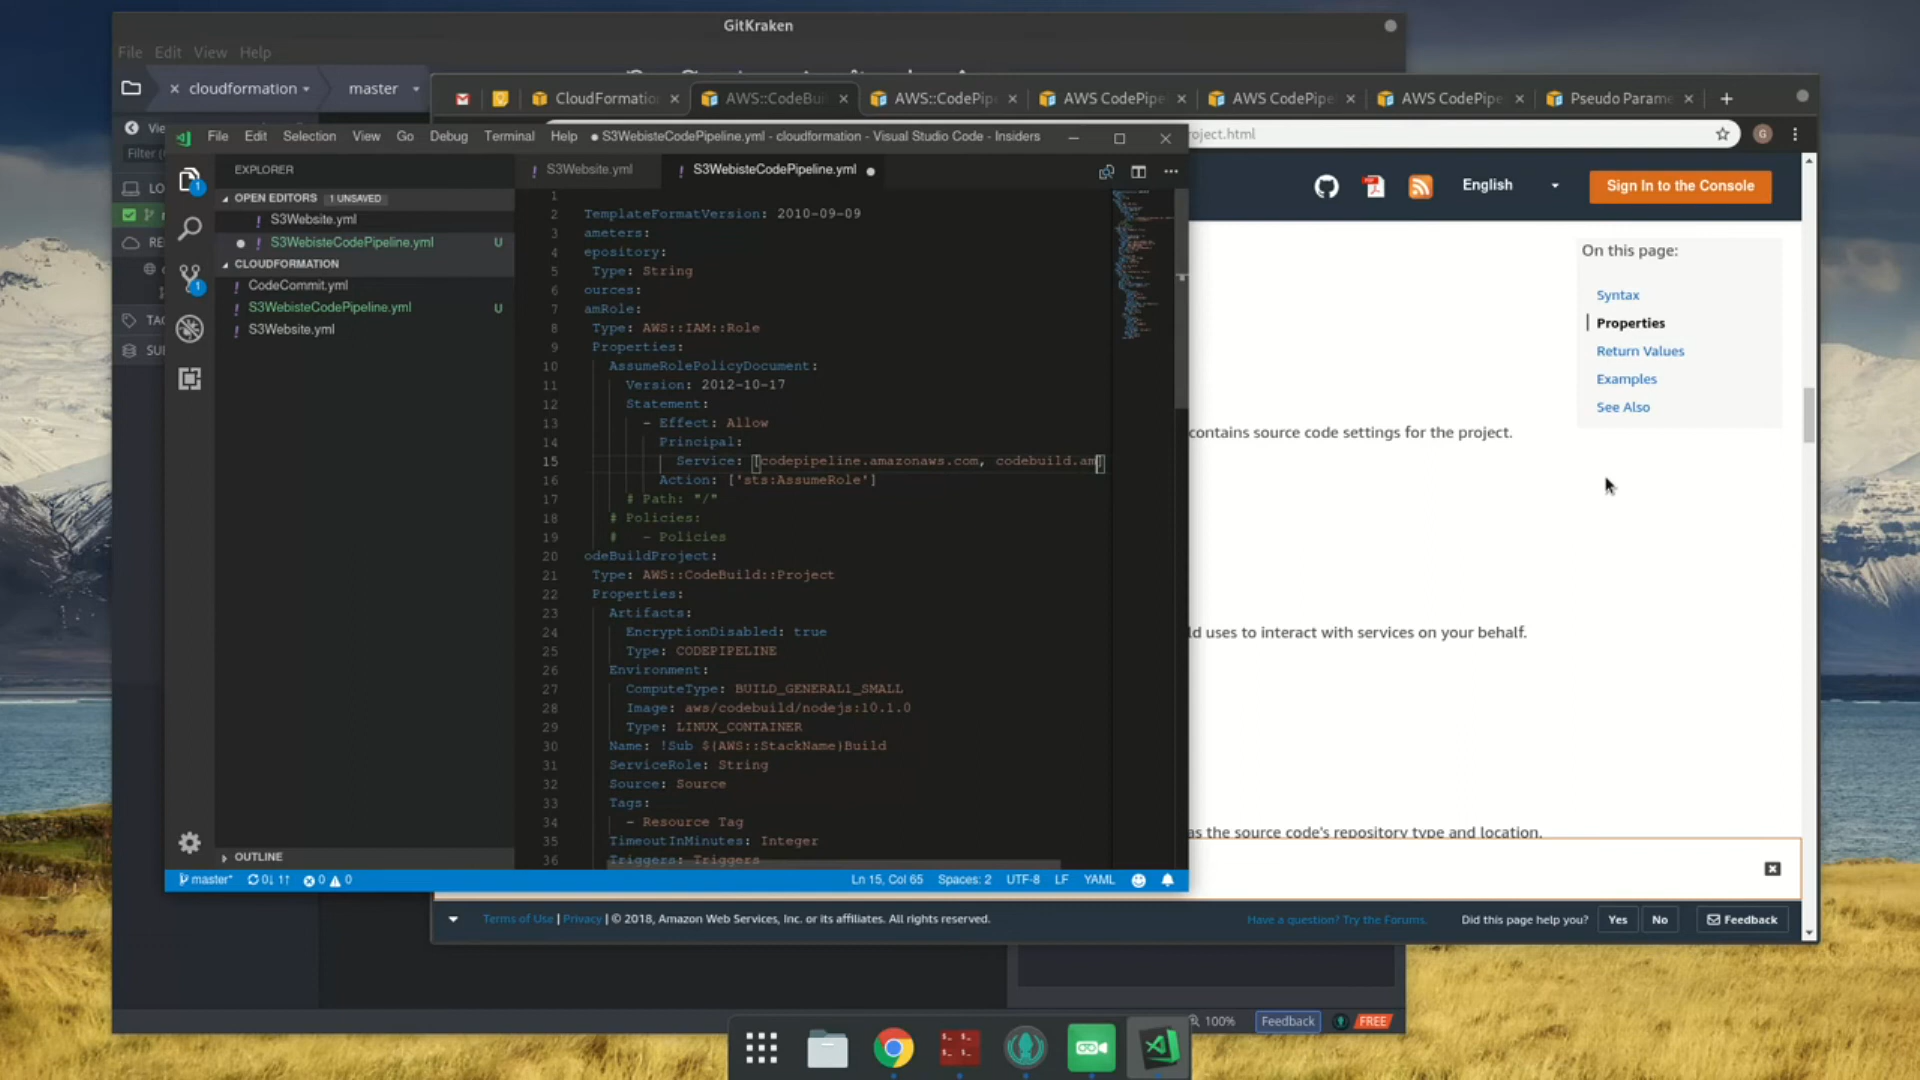 GitKraken
File Edit View Help
cloudformation
master
CloudFormatio
AWS::CodeBui
AWS::CodePip
AWS CodePipe
AWS CodePipe
AWS CodePipe
Pseudo Parame
File Edit Selection View Go Debug Terminal Help
S3WebisteCodePipeline.yml - cloudformation - Visual Studio Code - Insiders
roject.html
Vie
Filter (
LO
RE
TAG
SUI
EXPLORER
OPEN EDITORS 1 UNSAVED
! S3Website.yml
! S3WebisteCodePipeline.yml U
CLOUDFORMATION
! CodeCommit.yml
! S3WebisteCodePipeline.yml U
! S3Website.yml
OUTLINE
! S3Website.yml
! S3WebisteCodePipeline.yml
1
2 TemplateFormatVersion: 2010-09-09
3 ameters:
4 epository:
5 Type: String
6 ources:
7 amRole:
8 Type: AWS::IAM::Role
9 Properties:
10 AssumeRolePolicyDocument:
11 Version: 2012-10-17
12 Statement:
13 - Effect: Allow
14 Principal:
15 Service: [codepipeline.amazonaws.com, codebuild.am]
16 Action: ['sts:AssumeRole']
17 # Path: "/"
18 # Policies:
19 # - Policies
20 odeBuildProject:
21 Type: AWS::CodeBuild::Project
22 Properties:
23 Artifacts:
24 EncryptionDisabled: true
25 Type: CODEPIPELINE
26 Environment:
27 ComputeType: BUILD_GENERAL1_SMALL
28 Image: aws/codebuild/nodejs:10.1.0
29 Type: LINUX_CONTAINER
30 Name: !Sub ${AWS::StackName}Build
31 ServiceRole: String
32 Source: Source
33 Tags:
34 - Resource Tag
35 TimeoutInMinutes: Integer
36 Triggers: Triggers
master* 0↓ 1↑ 0 0
Ln 15, Col 65 Spaces: 2 UTF-8 LF YAML
English
Sign In to the Console
On this page:
Syntax
Properties
Return Values
Examples
See Also
contains source code settings for the project.
ld uses to interact with services on your behalf.
as the source code's repository type and location.
Terms of Use | Privacy | © 2018, Amazon Web Services, Inc. or its affiliates. All rights reserved.
Have a question? Try the Forums.
Did this page help you?
Yes
No
Feedback
100%
Feedback
FREE